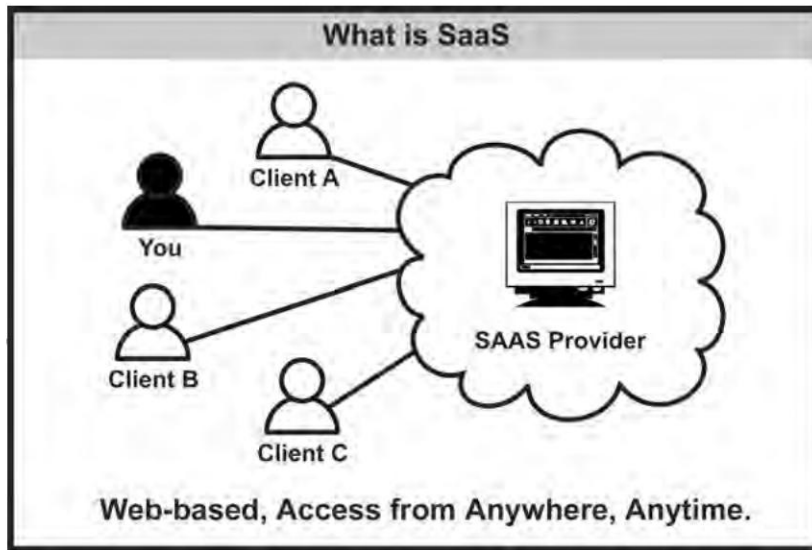 What is SaaS
Client A
You
SAAS Provider
Client B
Client C
Web-based, Access from Anywhere, Anytime.